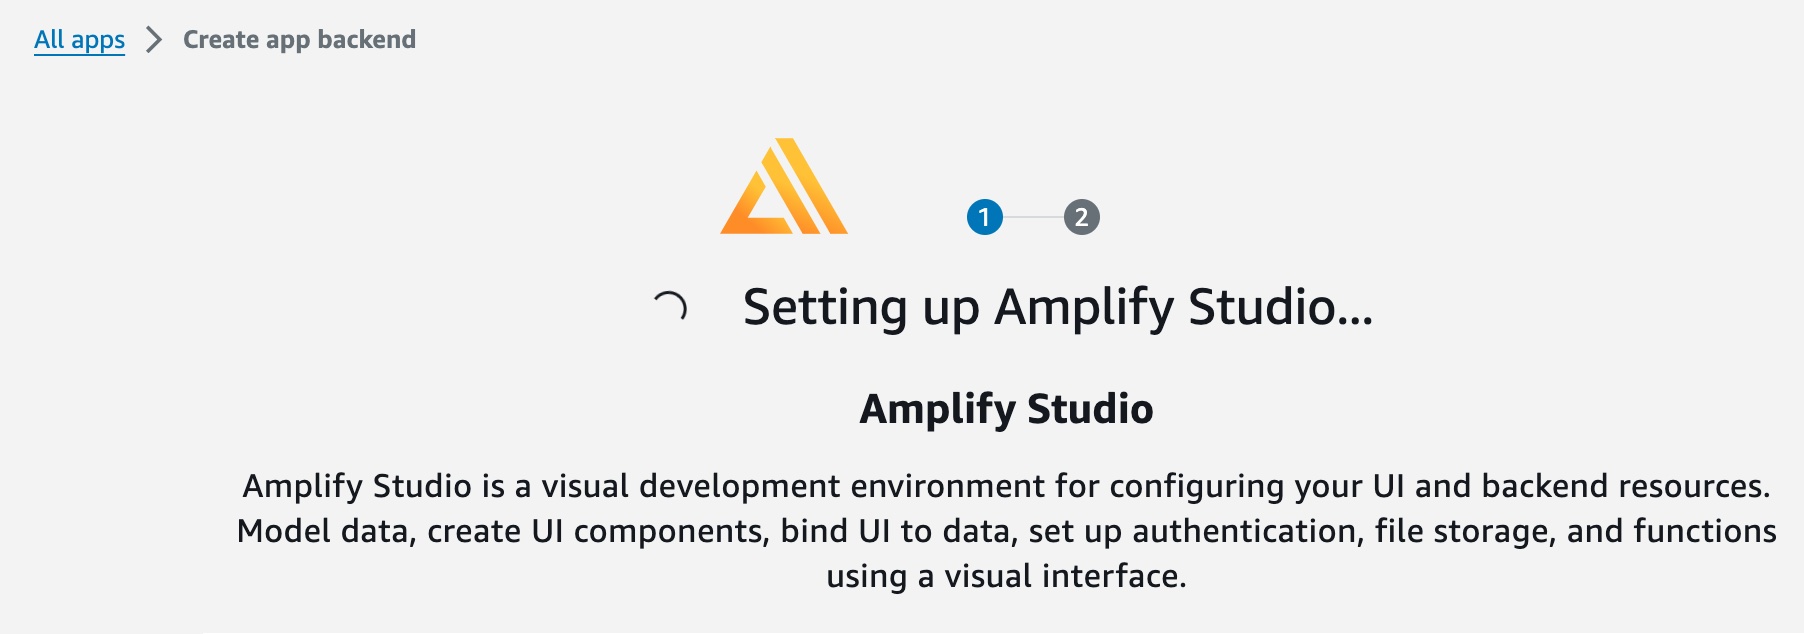 All apps > Create app backend
1 2
Setting up Amplify Studio...
Amplify Studio
Amplify Studio is a visual development environment for configuring your UI and backend resources.
Model data, create UI components, bind UI to data, set up authentication, file storage, and functions
using a visual interface.